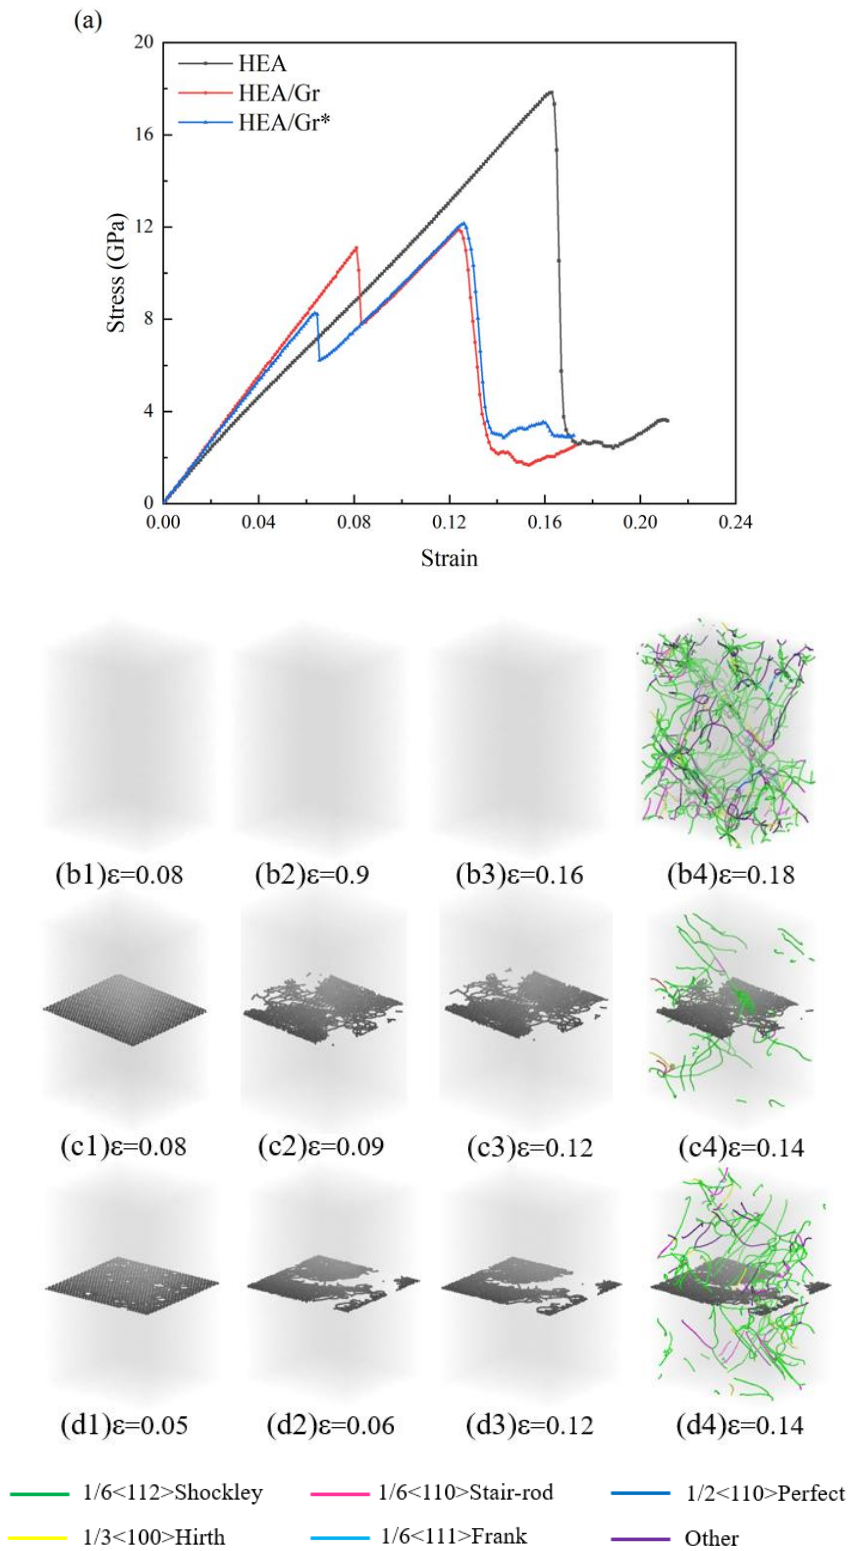 (a)
20
16
12
8
4
0
HEA
HEA/Gr
HEA/Gr*
Stress (GPa)
0.00 0.04 0.08 0.12 0.16 0.20 0.24
Strain
(b1)ε=0.08 (b2)ε=0.9 (b3)ε=0.16 (b4)ε=0.18
(c1)ε=0.08 (c2)ε=0.09 (c3)ε=0.12 (c4)ε=0.14
(d1)ε=0.05 (d2)ε=0.06 (d3)ε=0.12 (d4)ε=0.14
1/6<112>Shockley 1/6<110>Stair-rod 1/2<110>Perfect
1/3<100>Hirth 1/6<111>Frank Other